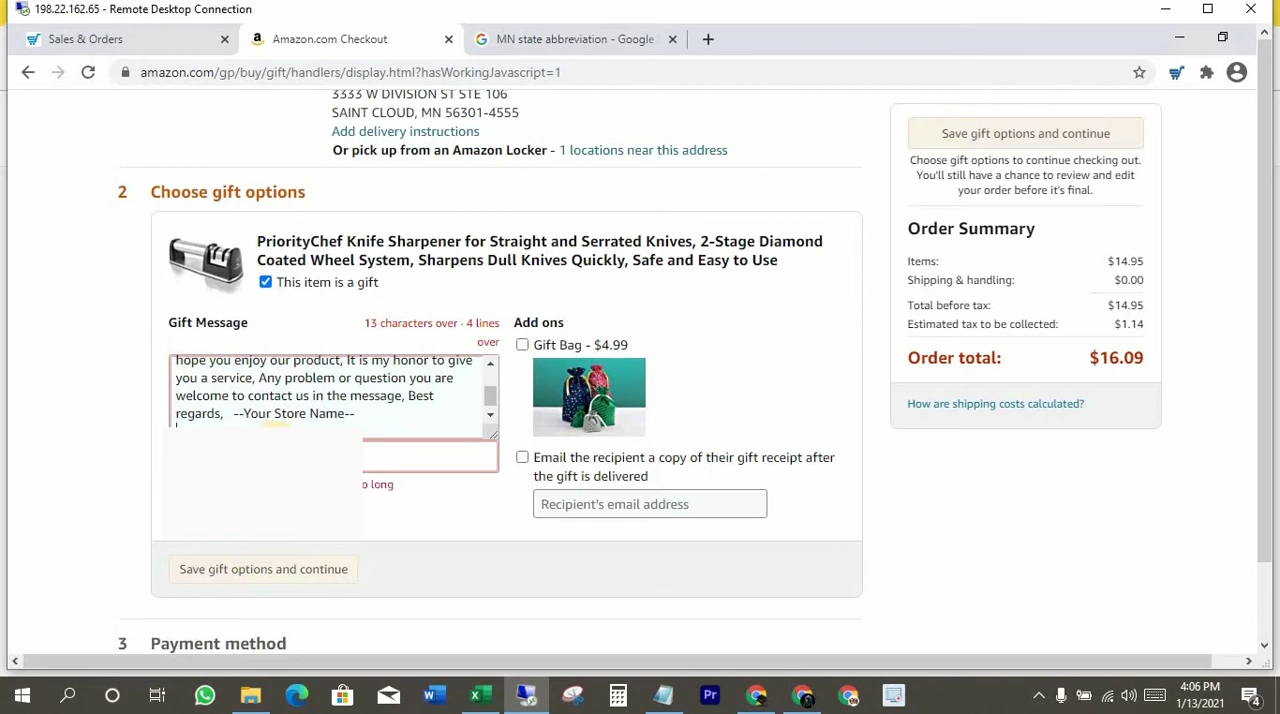 198.22.162.65 - Remote Desktop Connection
Sales & Orders
Amazon.com Checkout
MN state abbreviation - Google
amazon.com/gp/buy/gift/handlers/display.html?hasWorkingJavascript=1
3333 W DIVISION ST STE 106
SAINT CLOUD, MN 56301-4555
Add delivery instructions
Or pick up from an Amazon Locker - 1 locations near this address
2 Choose gift options
PriorityChef Knife Sharpener for Straight and Serrated Knives, 2-Stage Diamond
Coated Wheel System, Sharpens Dull Knives Quickly, Safe and Easy to Use
This item is a gift
Gift Message
13 characters over · 4 lines
over
hope you enjoy our product, It is my honor to give
you a service, Any problem or question you are
welcome to contact us in the message, Best
regards, --Your Store Name--
o long
Add ons
Gift Bag - $4.99
Email the recipient a copy of their gift receipt after
the gift is delivered
Recipient's email address
Save gift options and continue
3 Payment method
Save gift options and continue
Choose gift options to continue checking out.
You'll still have a chance to review and edit
your order before it's final.
Order Summary
Items: $14.95
Shipping & handling: $0.00
Total before tax: $14.95
Estimated tax to be collected: $1.14
Order total: $16.09
How are shipping costs calculated?
4:06 PM
1/13/2021
4